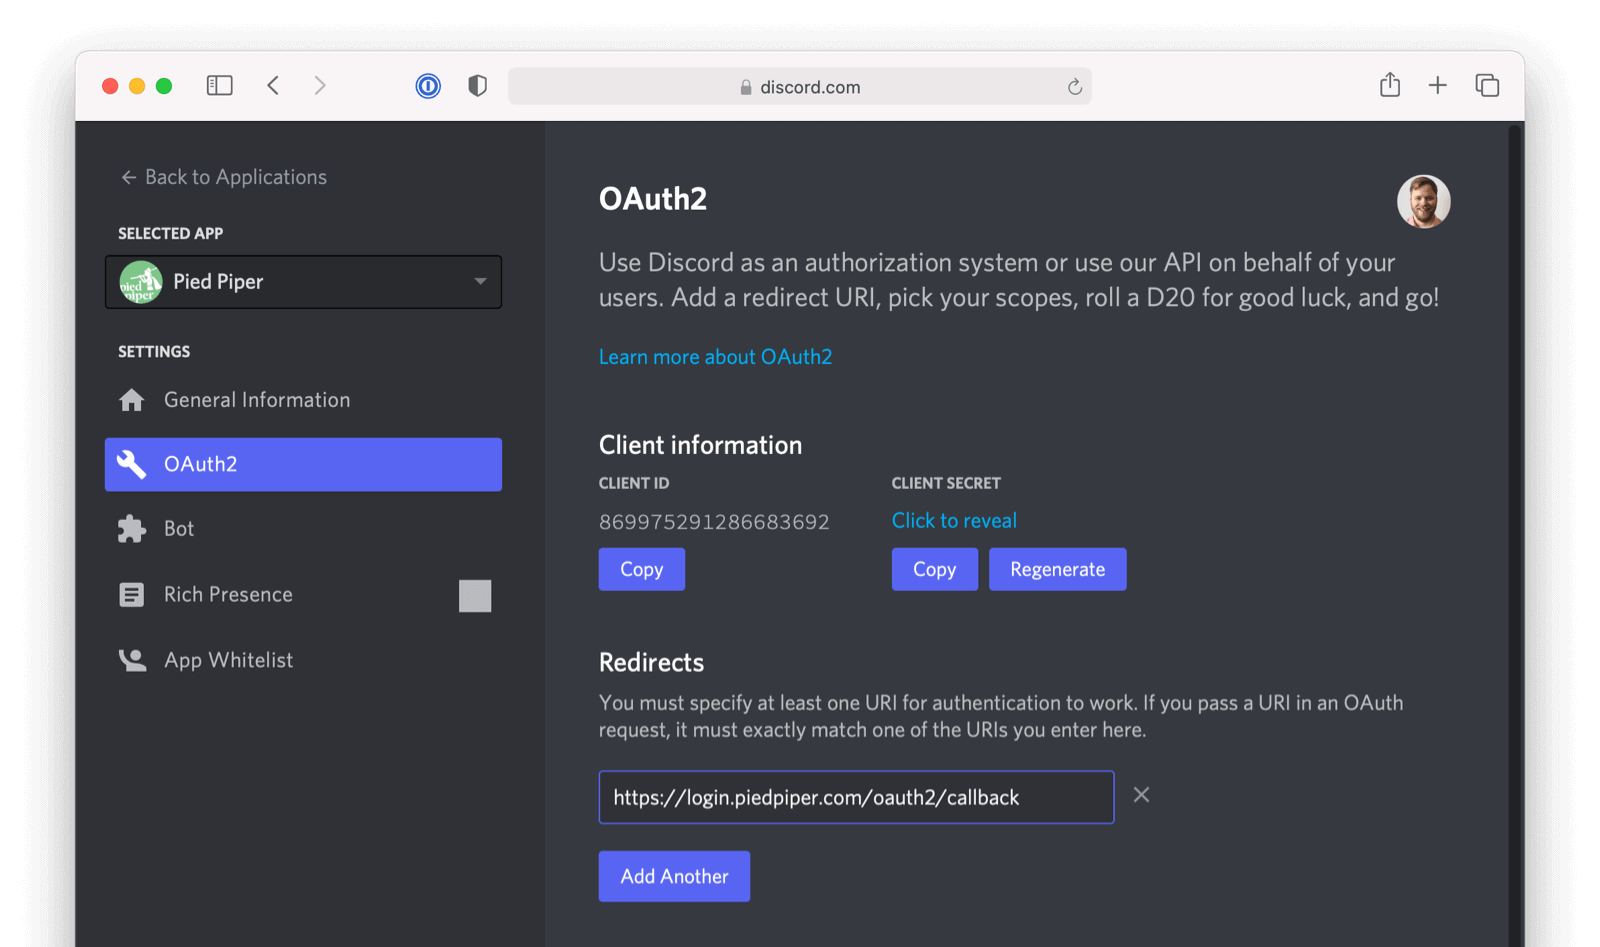 discord.com
← Back to Applications
SELECTED APP
pied
piper
Pied Piper
SETTINGS
General Information
OAuth2
Bot
Rich Presence
App Whitelist
OAuth2
Use Discord as an authorization system or use our API on behalf of your
users. Add a redirect URI, pick your scopes, roll a D20 for good luck, and go!
Learn more about OAuth2
Client information
CLIENT ID
869975291286683692
Copy
CLIENT SECRET
Click to reveal
Copy Regenerate
Redirects
You must specify at least one URI for authentication to work. If you pass a URI in an OAuth
request, it must exactly match one of the URIs you enter here.
https://login.piedpiper.com/oauth2/callback
Add Another